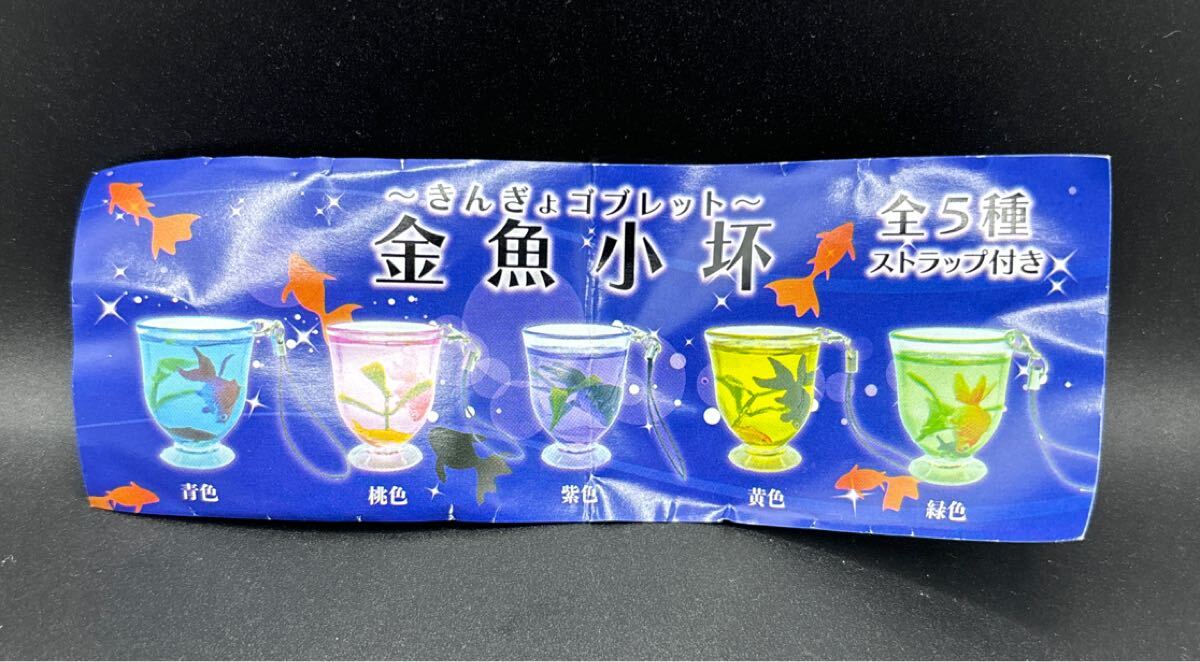 ～きんぎょゴブレット～
金魚小坏
全5種
ストラップ付き
青色
桃色
紫色
黄色
緑色